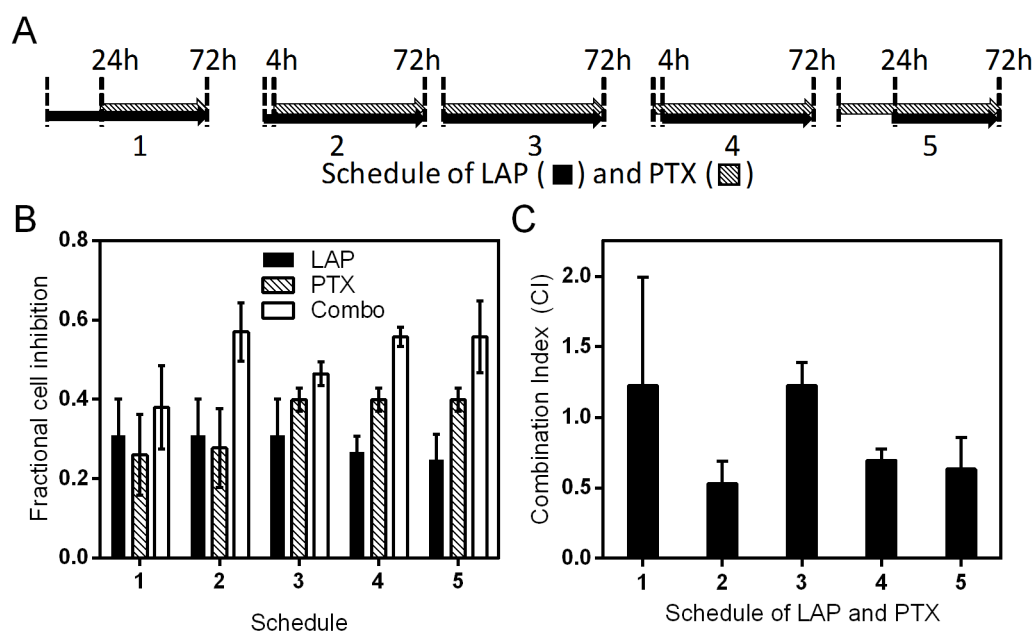 A
24h 72h 4h 72h 72h 4h 72h 24h 72h
1 2 3 4 5
Schedule of LAP ( ) and PTX ( )
B
Fractional cell inhibition
0.8
0.6
0.4
0.2
0.0
LAP
PTX
Combo
1 2 3 4 5
Schedule
C
Combination Index (CI)
2.0
1.5
1.0
0.5
0.0
1 2 3 4 5
Schedule of LAP and PTX